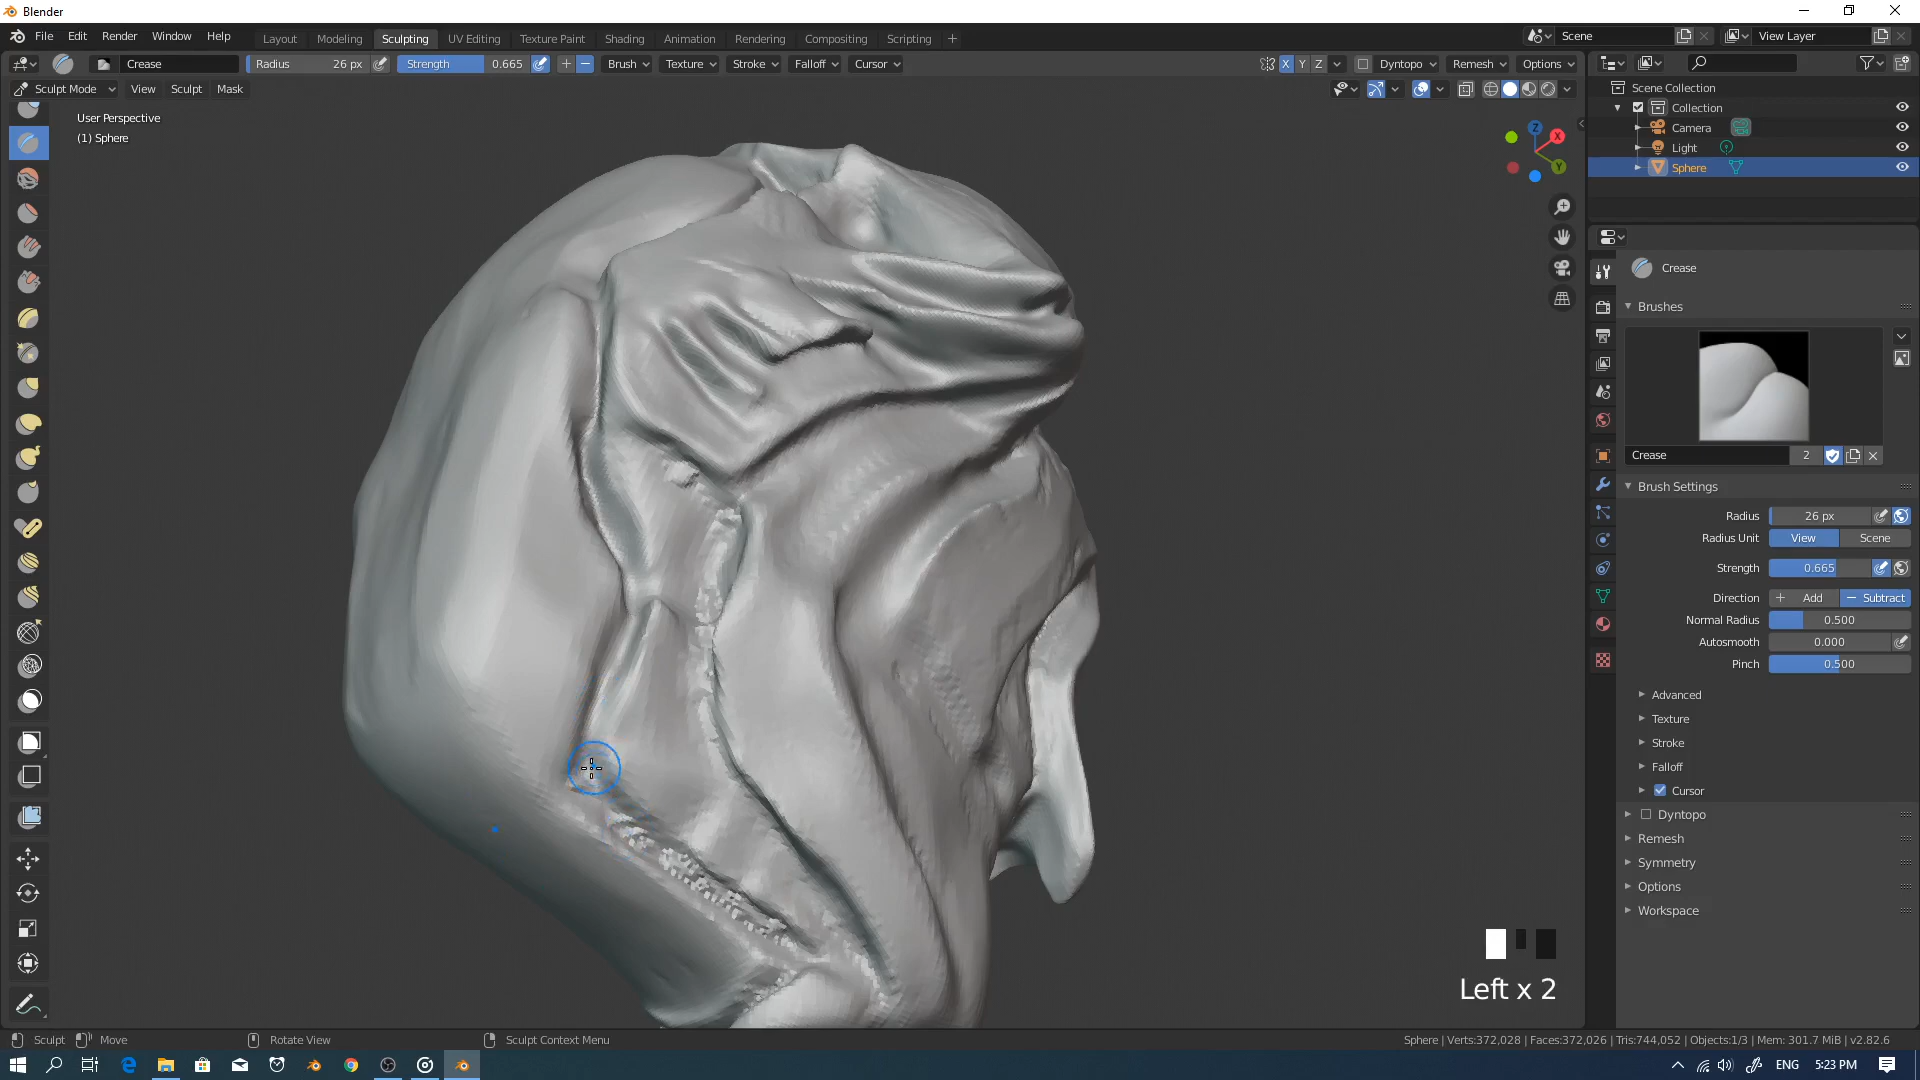 Blender
File Edit Render Window Help Layout Modeling Sculpting UV Editing Texture Paint Shading Animation Rendering Compositing Scripting + Scene View Layer
Crease Radius 26 px Strength 0.665 + − Brush Texture Stroke Falloff Cursor X Y Z Dyntopo Remesh Options
Sculpt Mode View Sculpt Mask
User Perspective
(1) Sphere
Z X Y
Scene Collection
Collection
Camera
Light
Sphere
Crease
Brushes
Crease 2
Brush Settings
Radius 26 px
Radius Unit View Scene
Strength 0.665
Direction + Add − Subtract
Normal Radius 0.500
Autosmooth 0.000
Pinch 0.500
Advanced
Texture
Stroke
Falloff
Cursor
Dyntopo
Remesh
Symmetry
Options
Workspace
Left x 2
Sculpt Move Rotate View Sculpt Context Menu Sphere | Verts:372,028 | Faces:372,026 | Tris:744,052 | Objects:1/3 | Mem: 301.7 MiB | v2.82.6
ENG 5:23 PM